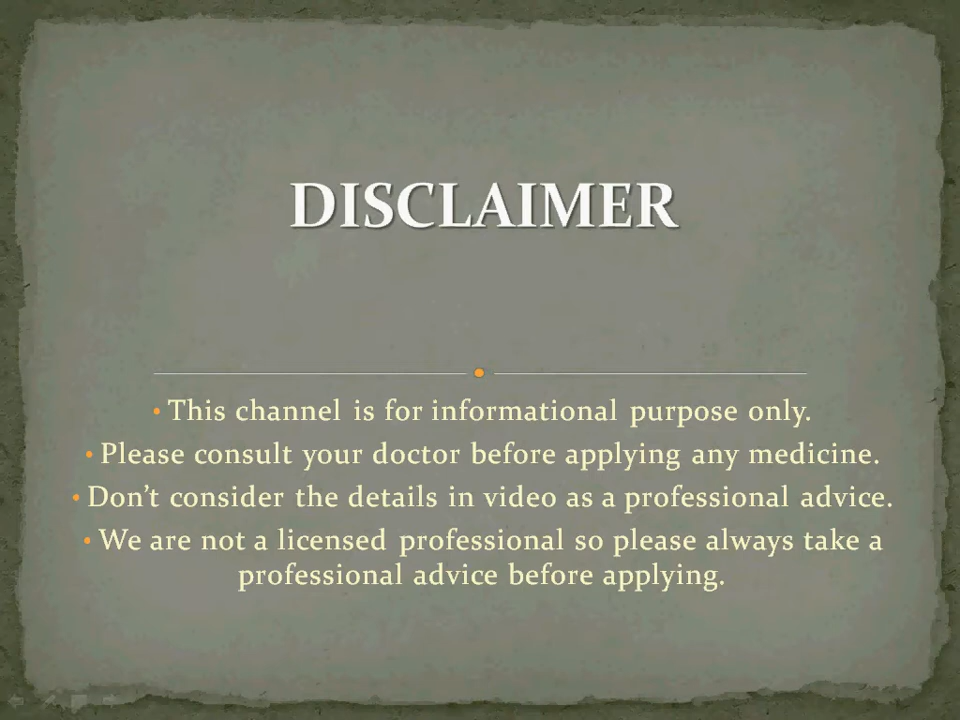 DISCLAIMER
• This channel is for informational purpose only.
• Please consult your doctor before applying any medicine.
• Don’t consider the details in video as a professional advice.
• We are not a licensed professional so please always take a
professional advice before applying.